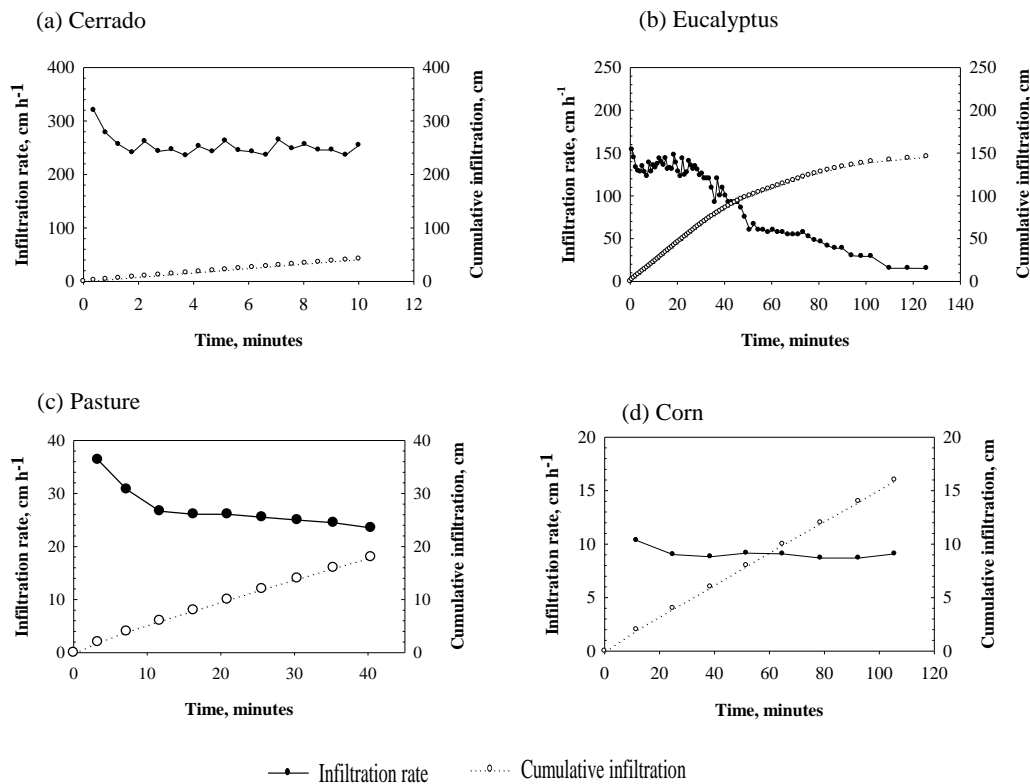 (a) Cerrado
400
300
200
100
0
Infiltration rate, cm h-1
0 2 4 6 8 10 12
Time, minutes
400
300
200
100
0
Cumulative infiltration, cm
(b) Eucalyptus
250
200
150
100
50
0
Infiltration rate, cm h-1
0 20 40 60 80 100 120 140
Time, minutes
250
200
150
100
50
0
Cumulative infiltration, cm
(c) Pasture
40
30
20
10
0
Infiltration rate, cm h-1
0 10 20 30 40
Time, minutes
40
30
20
10
0
Cumulative infiltration, cm
(d) Corn
20
15
10
5
0
Infiltration rate, cm h-1
0 20 40 60 80 100 120
Time, minutes
20
15
10
5
0
Cumulative infiltration, cm
Infiltration rate
Cumulative infiltration